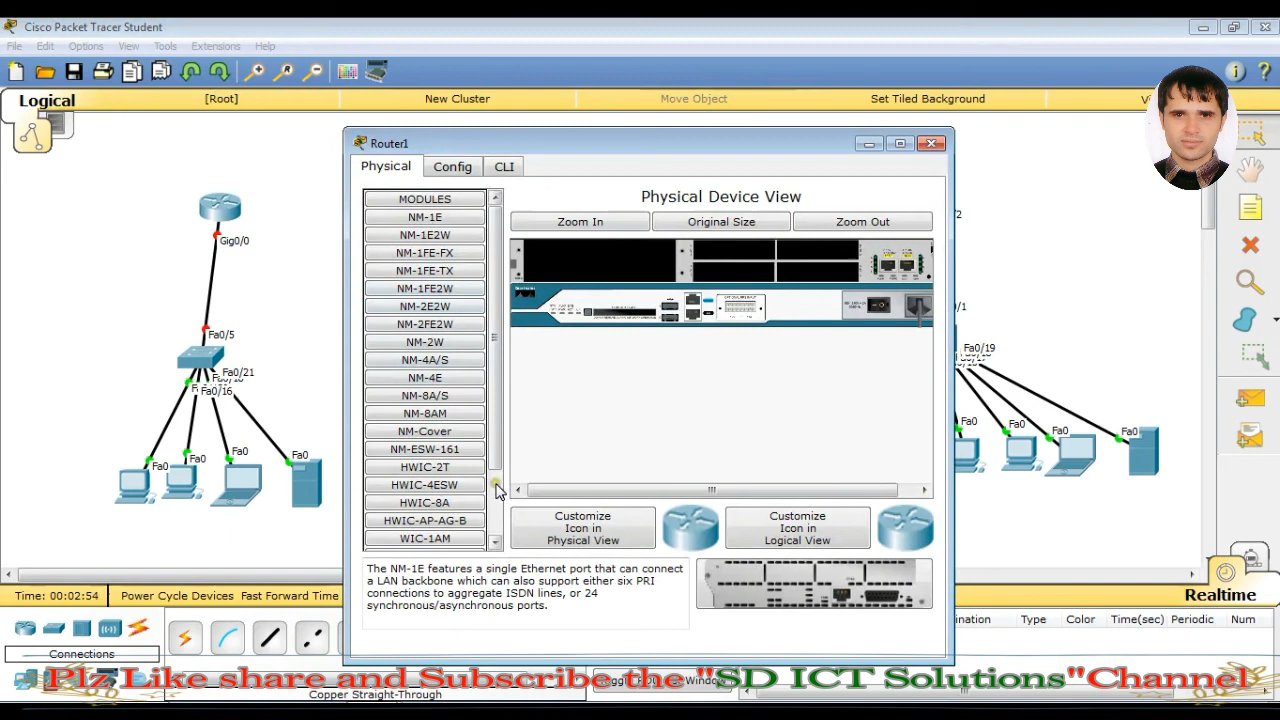 Cisco Packet Tracer Student
File Edit Options View Tools Extensions Help
Logical
[Root]
New Cluster
Move Object
Set Tiled Background
Router1
Physical Config CLI
MODULES
NM-1E
NM-1E2W
NM-1FE-FX
NM-1FE-TX
NM-1FE2W
NM-2E2W
NM-2FE2W
NM-2W
NM-4A/S
NM-4E
NM-8A/S
NM-8AM
NM-Cover
NM-ESW-161
HWIC-2T
HWIC-4ESW
HWIC-8A
HWIC-AP-AG-B
WIC-1AM
Physical Device View
Zoom In
Original Size
Zoom Out
Customize
Icon in
Physical View
Customize
Icon in
Logical View
The NM-1E features a single Ethernet port that can connect
a LAN backbone which can also support either six PRI
connections to aggregate ISDN lines, or 24
synchronous/asynchronous ports.
Gig0/0
Fa0/5
Fa0/21
Fa0/16
Fa0
Fa0
Fa0
Fa0
/2
/1
Fa0/19
Fa0
Fa0
Fa0
Fa0
Time: 00:02:54
Power Cycle Devices Fast Forward Time
Realtime
Connections
Copper Straight-Through
ination Type Color Time(sec) Periodic Num
Plz Like share and Subscribe the "SD ICT Solutions"Channel